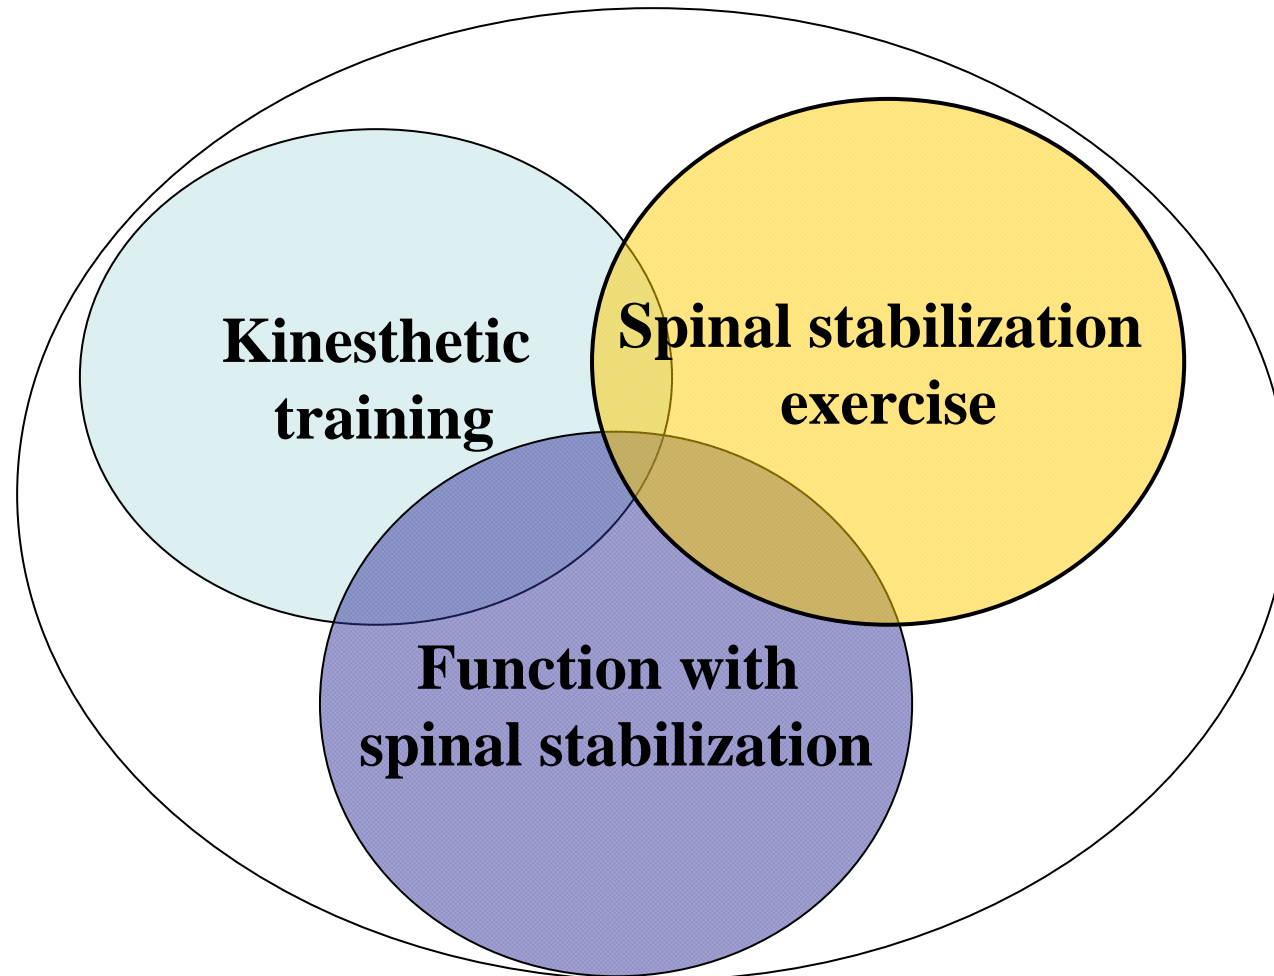 Kinesthetic
training
Spinal stabilization
exercise
Function with
spinal stabilization